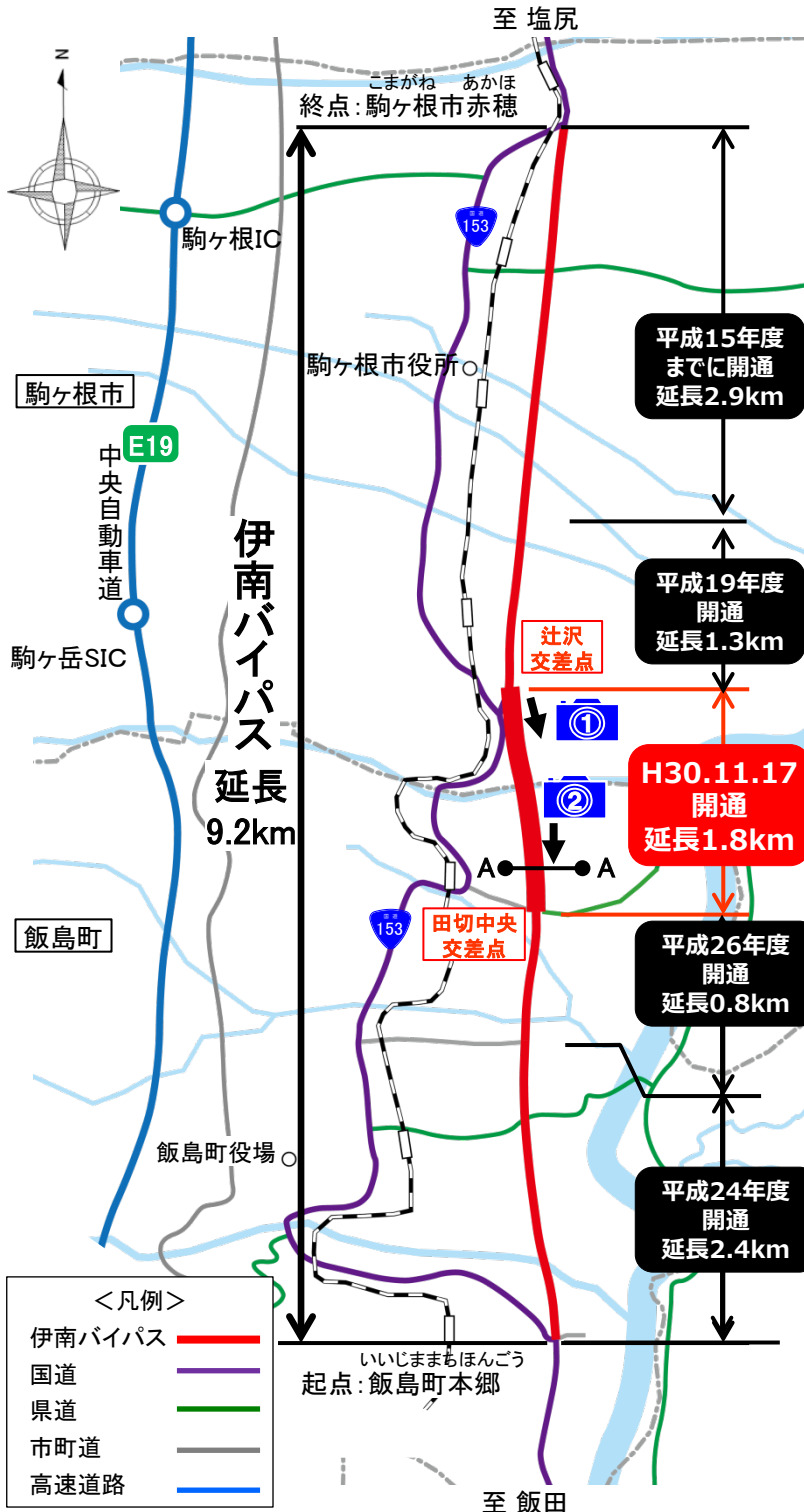 至 塩尻
N
こまがね あかほ
終点：駒ヶ根市赤穂
国道
153
駒ヶ根IC
平成15年度
までに開通
延長2.9km
駒ヶ根市役所
駒ヶ根市
E19
中央自動車道
伊南バイパス
延長
9.2km
平成19年度
開通
延長1.3km
辻沢
交差点
駒ヶ岳SIC
①
H30.11.17
開通
延長1.8km
②
A A
国道
153
田切中央
交差点
飯島町
平成26年度
開通
延長0.8km
飯島町役場
平成24年度
開通
延長2.4km
＜凡例＞
伊南バイパス
国道
県道
市町道
高速道路
いいじままちほんごう
起点：飯島町本郷
至 飯田